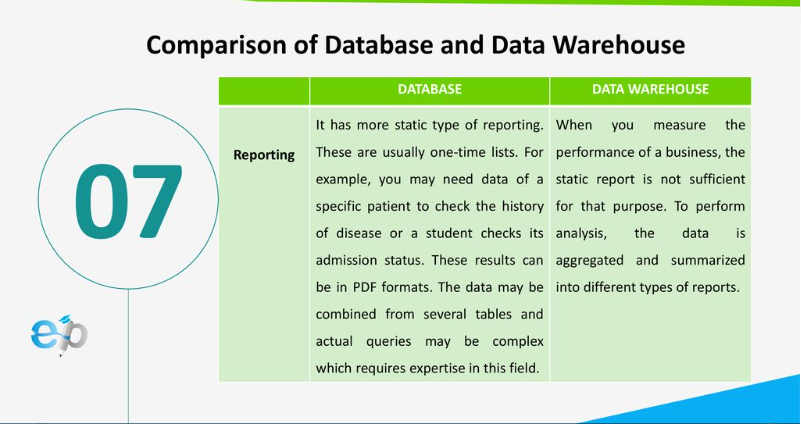 Comparison of Database and Data Warehouse
DATABASE
DATA WAREHOUSE
07
Reporting
It has more static type of reporting.
These are usually one-time lists. For
example, you may need data of a
specific patient to check the history
of disease or a student checks its
admission status. These results can
be in PDF formats. The data may be
combined from several tables and
actual queries may be complex
which requires expertise in this field.
When you measure the
performance of a business, the
static report is not sufficient
for that purpose. To perform
analysis, the data is
aggregated and summarized
into different types of reports.
eip